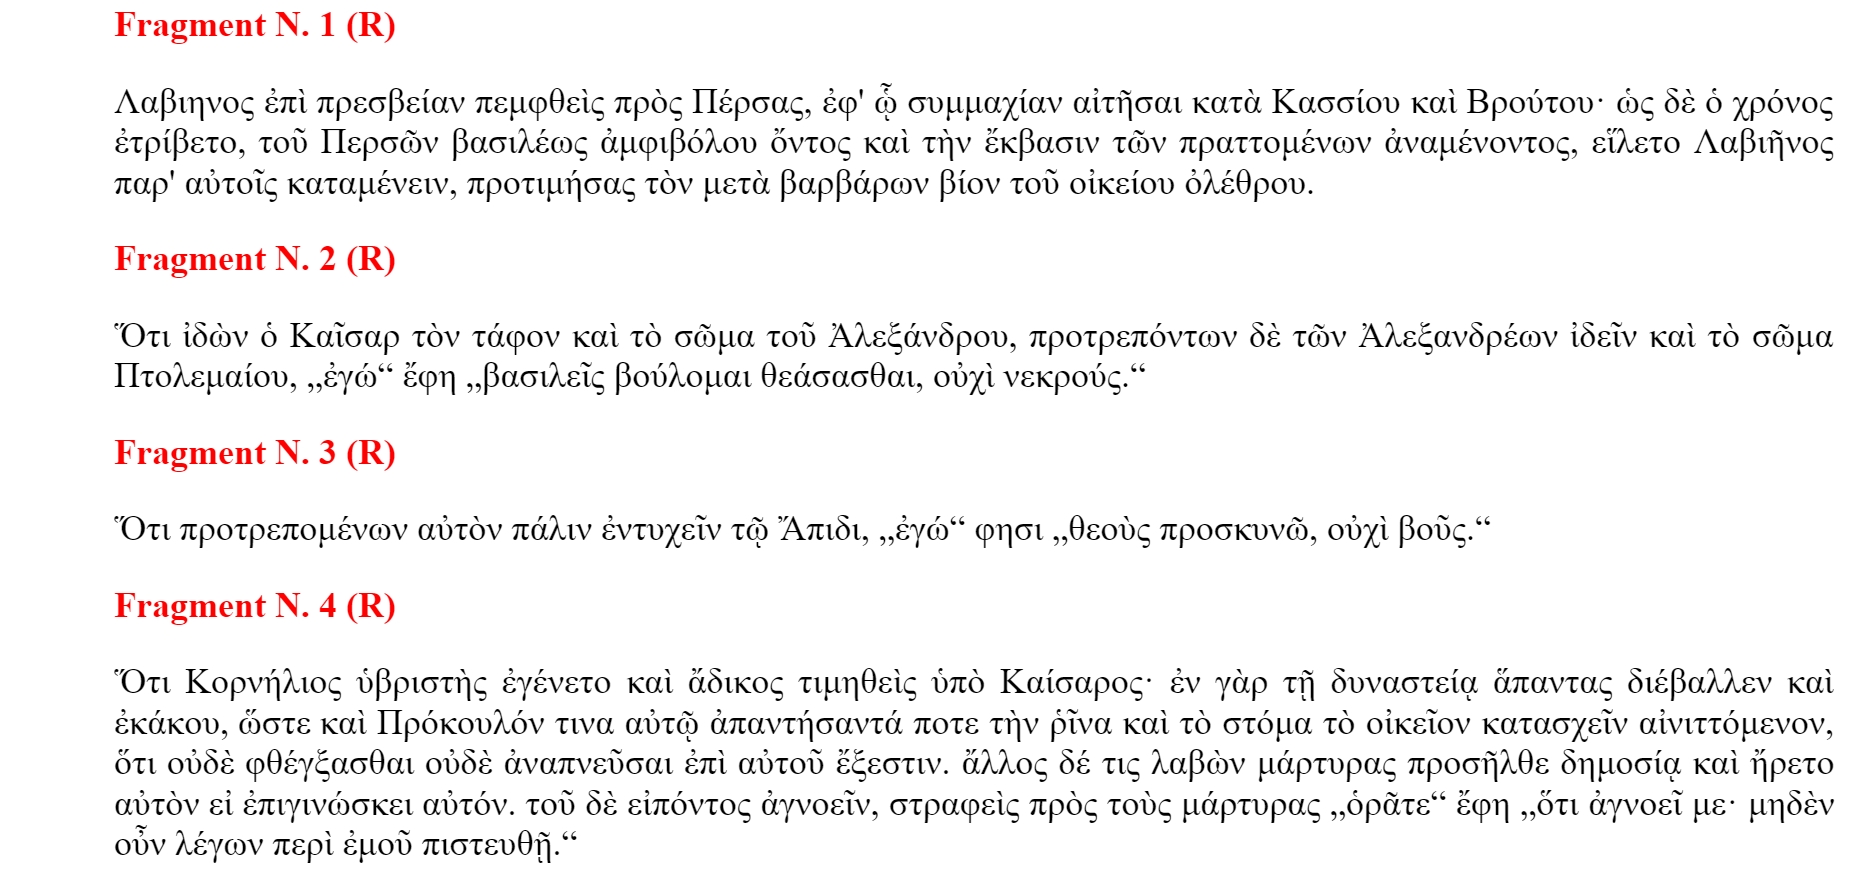 Fragment N. 1 (R)
Λαβιηνος ἐπὶ πρεσβείαν πεμφθεὶς πρὸς Πέρσας, ἐφ' ᾧ συμμαχίαν αἰτῆσαι κατὰ Κασσίου καὶ Βρούτου· ὡς δὲ ὁ χρόνος
ἐτρίβετο, τοῦ Περσῶν βασιλέως ἀμφιβόλου ὄντος καὶ τὴν ἔκβασιν τῶν πραττομένων ἀναμένοντος, εἵλετο Λαβιῆνος
παρ' αὐτοῖς καταμένειν, προτιμήσας τὸν μετὰ βαρβάρων βίον τοῦ οἰκείου ὀλέθρου.
Fragment N. 2 (R)
Ὅτι ἰδὼν ὁ Καῖσαρ τὸν τάφον καὶ τὸ σῶμα τοῦ Ἀλεξάνδρου, προτρεπόντων δὲ τῶν Ἀλεξανδρέων ἰδεῖν καὶ τὸ σῶμα
Πτολεμαίου, „ἐγώ“ ἔφη „βασιλεῖς βούλομαι θεάσασθαι, οὐχὶ νεκρούς.“
Fragment N. 3 (R)
Ὅτι προτρεπομένων αὐτὸν πάλιν ἐντυχεῖν τῷ Ἄπιδι, „ἐγώ“ φησι „θεοὺς προσκυνῶ, οὐχὶ βοῦς.“
Fragment N. 4 (R)
Ὅτι Κορνήλιος ὑβριστὴς ἐγένετο καὶ ἄδικος τιμηθεὶς ὑπὸ Καίσαρος· ἐν γὰρ τῇ δυναστείᾳ ἅπαντας διέβαλλεν καὶ
ἐκάκου, ὥστε καὶ Πρόκουλόν τινα αὐτῷ ἀπαντήσαντά ποτε τὴν ῥῖνα καὶ τὸ στόμα τὸ οἰκεῖον κατασχεῖν αἰνιττόμενον,
ὅτι οὐδὲ φθέγξασθαι οὐδὲ ἀναπνεῦσαι ἐπὶ αὐτοῦ ἔξεστιν. ἄλλος δέ τις λαβὼν μάρτυρας προσῆλθε δημοσίᾳ καὶ ἤρετο
αὐτὸν εἰ ἐπιγινώσκει αὐτόν. τοῦ δὲ εἰπόντος ἀγνοεῖν, στραφεὶς πρὸς τοὺς μάρτυρας „ὁρᾶτε“ ἔφη „ὅτι ἀγνοεῖ με· μηδὲν
οὖν λέγων περὶ ἐμοῦ πιστευθῇ.“